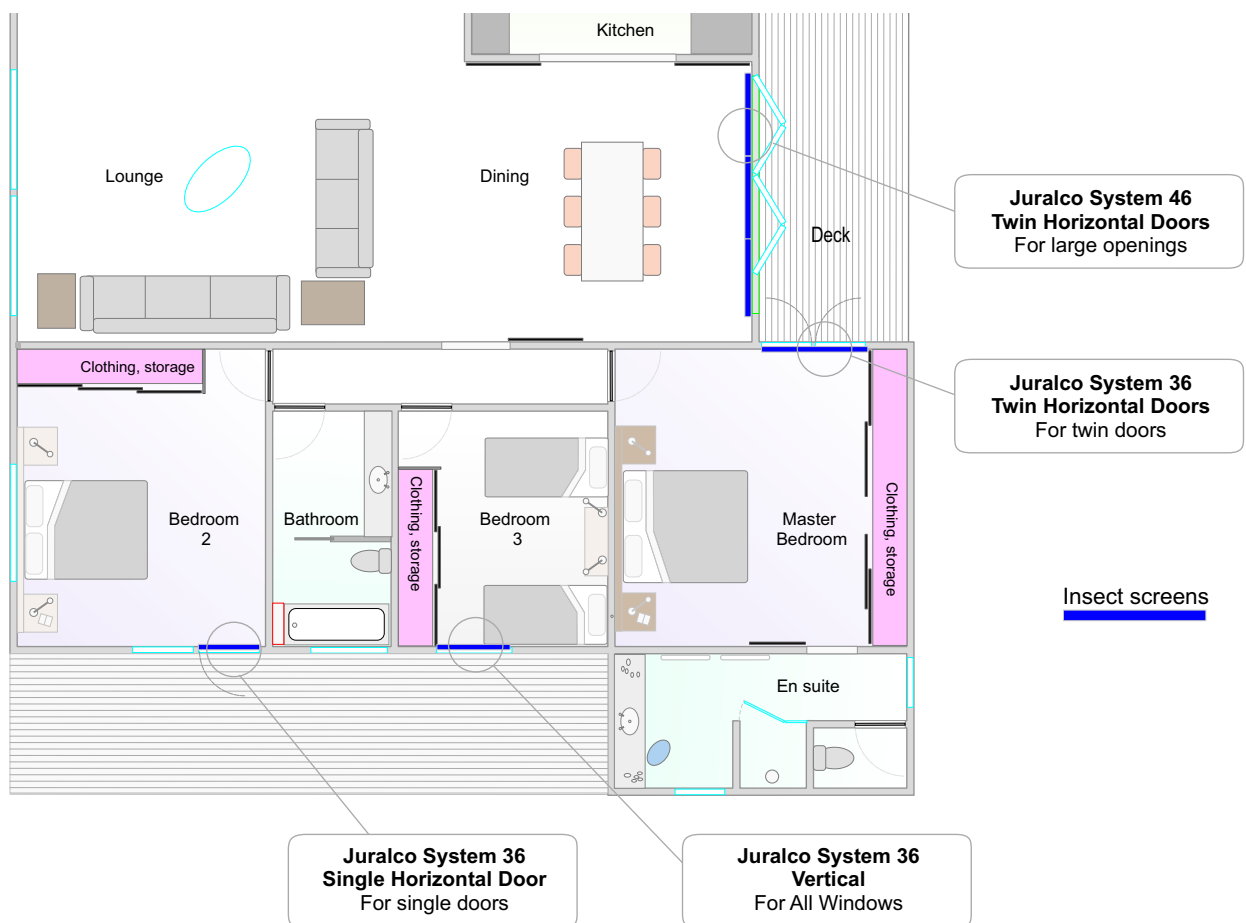 Kitchen
Lounge
Dining
Deck
Juralco System 46
Twin Horizontal Doors
For large openings
Juralco System 36
Twin Horizontal Doors
For twin doors
Clothing, storage
Bedroom
2
Bathroom
Clothing, storage
Bedroom
3
Master
Bedroom
Clothing, storage
Insect screens
En suite
Juralco System 36
Single Horizontal Door
For single doors
Juralco System 36
Vertical
For All Windows